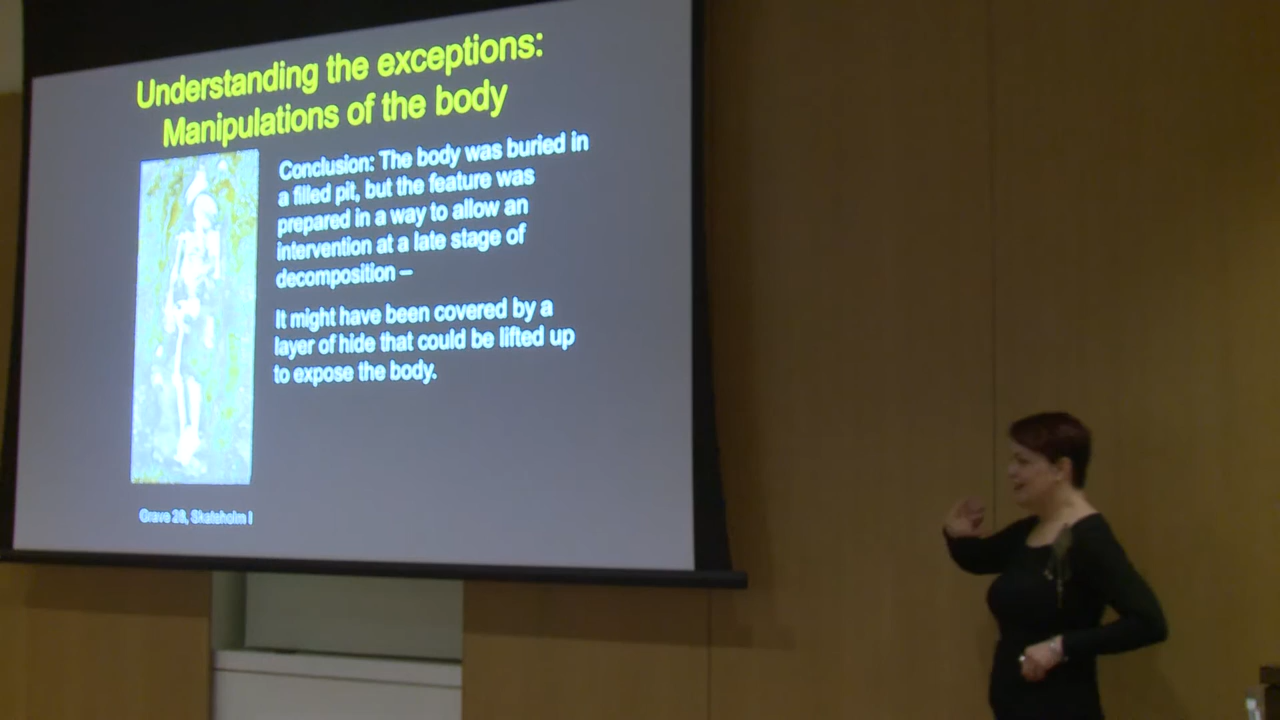 Understanding the exceptions:
Manipulations of the body
Conclusion: The body was buried in
a filled pit, but the feature was
prepared in a way to allow an
intervention at a late stage of
decomposition –
It might have been covered by a
layer of hide that could be lifted up
to expose the body.
Grave 28, Skateholm I